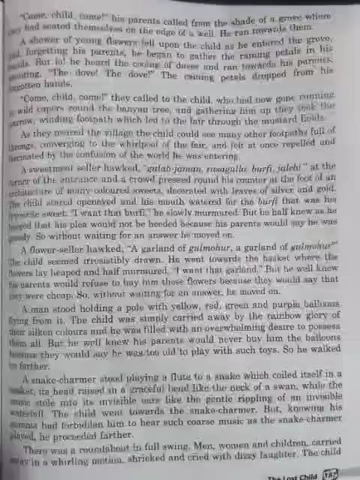 "Come, child, come!" his parents called from the shade of a grove where
had seated themselves on the edge of a well. He ran towards them.
A shower of young flowers fell upon the child as he entered the grove,
forgetting his parents, he began to gather the raining petals in his
But lo! he heard the cooing of doves and ran towards his parents,
"The dove! The dove!" The raining petals dropped from his
hands.
"Come, child, come!" they called to the child, who had now gone running
wild capers round the banyan tree, and gathering him up they took the
narrow, winding footpath which led to the fair through the mustard fields.
As they neared the village the child could see many other footpaths full of
throngs, converging to the whirlpool of the fair, and felt at once repelled and
fascinated by the confusion of the world he was entering.
A sweetmeat seller hawked, "gulab-jaman, rasagulla, burfi, jalebi" at the
corner of the entrance and a crowd pressed round his counter at the foot of an
architecture of many coloured sweets, decorated with leaves of silver and gold.
The child stared openeyed and his mouth watered for the burfi that was his
favourite sweet. "I want that burfi," he slowly murmured. But he half knew as he
begged that his plea would not be heeded because his parents would say he was
greedy. So without waiting for an answer he moved on.
A flower-seller hawked, "A garland of gulmohur, a garland of gulmohur!"
The child seemed irresistibly drawn. He went towards the basket where the
flowers lay heaped and half murmured, "I want that garland." But he well knew
his parents would refuse to buy him those flowers because they would say that
they were cheap. So, without waiting for an answer, he moved on.
A man stood holding a pole with yellow, red, green and purple balloons
flying from it. The child was simply carried away by the rainbow glory of
their silken colours and he was filled with an overwhelming desire to possess
them all. But he well knew his parents would never buy him the balloons
because they would say he was too old to play with such toys. So he walked
on farther.
A snake-charmer stood playing a flute to a snake which coiled itself in a
basket, its head raised in a graceful bend like the neck of a swan, while the
music stole into its invisible ears like the gentle rippling of an invisible
waterfall. The child went towards the snake-charmer. But, knowing his
parents had forbidden him to hear such coarse music as the snake-charmer
played, he proceeded farther.
There was a roundabout in full swing. Men, women and children, carried
away in a whirling motion, shrieked and cried with dizzy laughter. The child
The Lost Child